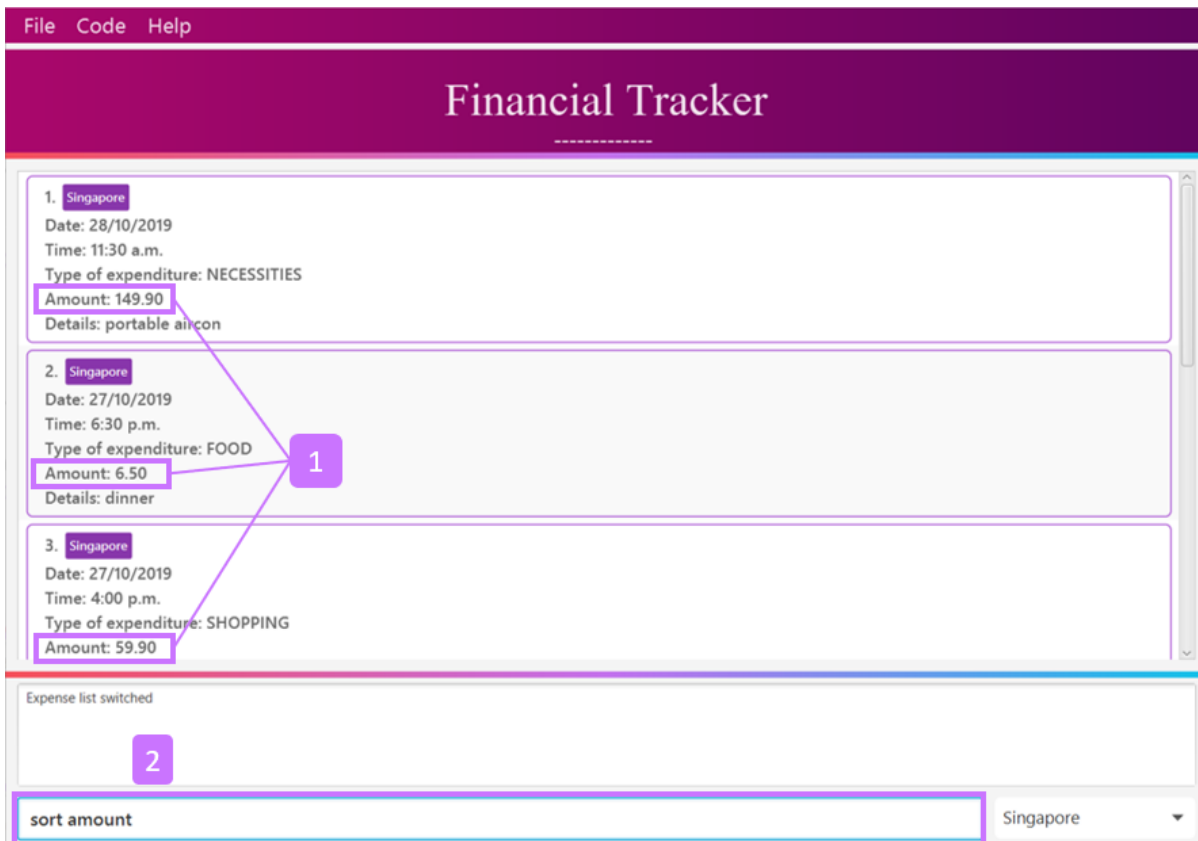 File Code Help
Financial Tracker
-------------
1. Singapore
Date: 28/10/2019
Time: 11:30 a.m.
Type of expenditure: NECESSITIES
Amount: 149.90
Details: portable aircon
2. Singapore
Date: 27/10/2019
Time: 6:30 p.m.
Type of expenditure: FOOD
Amount: 6.50
Details: dinner
1
3. Singapore
Date: 27/10/2019
Time: 4:00 p.m.
Type of expenditure: SHOPPING
Amount: 59.90
Expense list switched
2
sort amount
Singapore